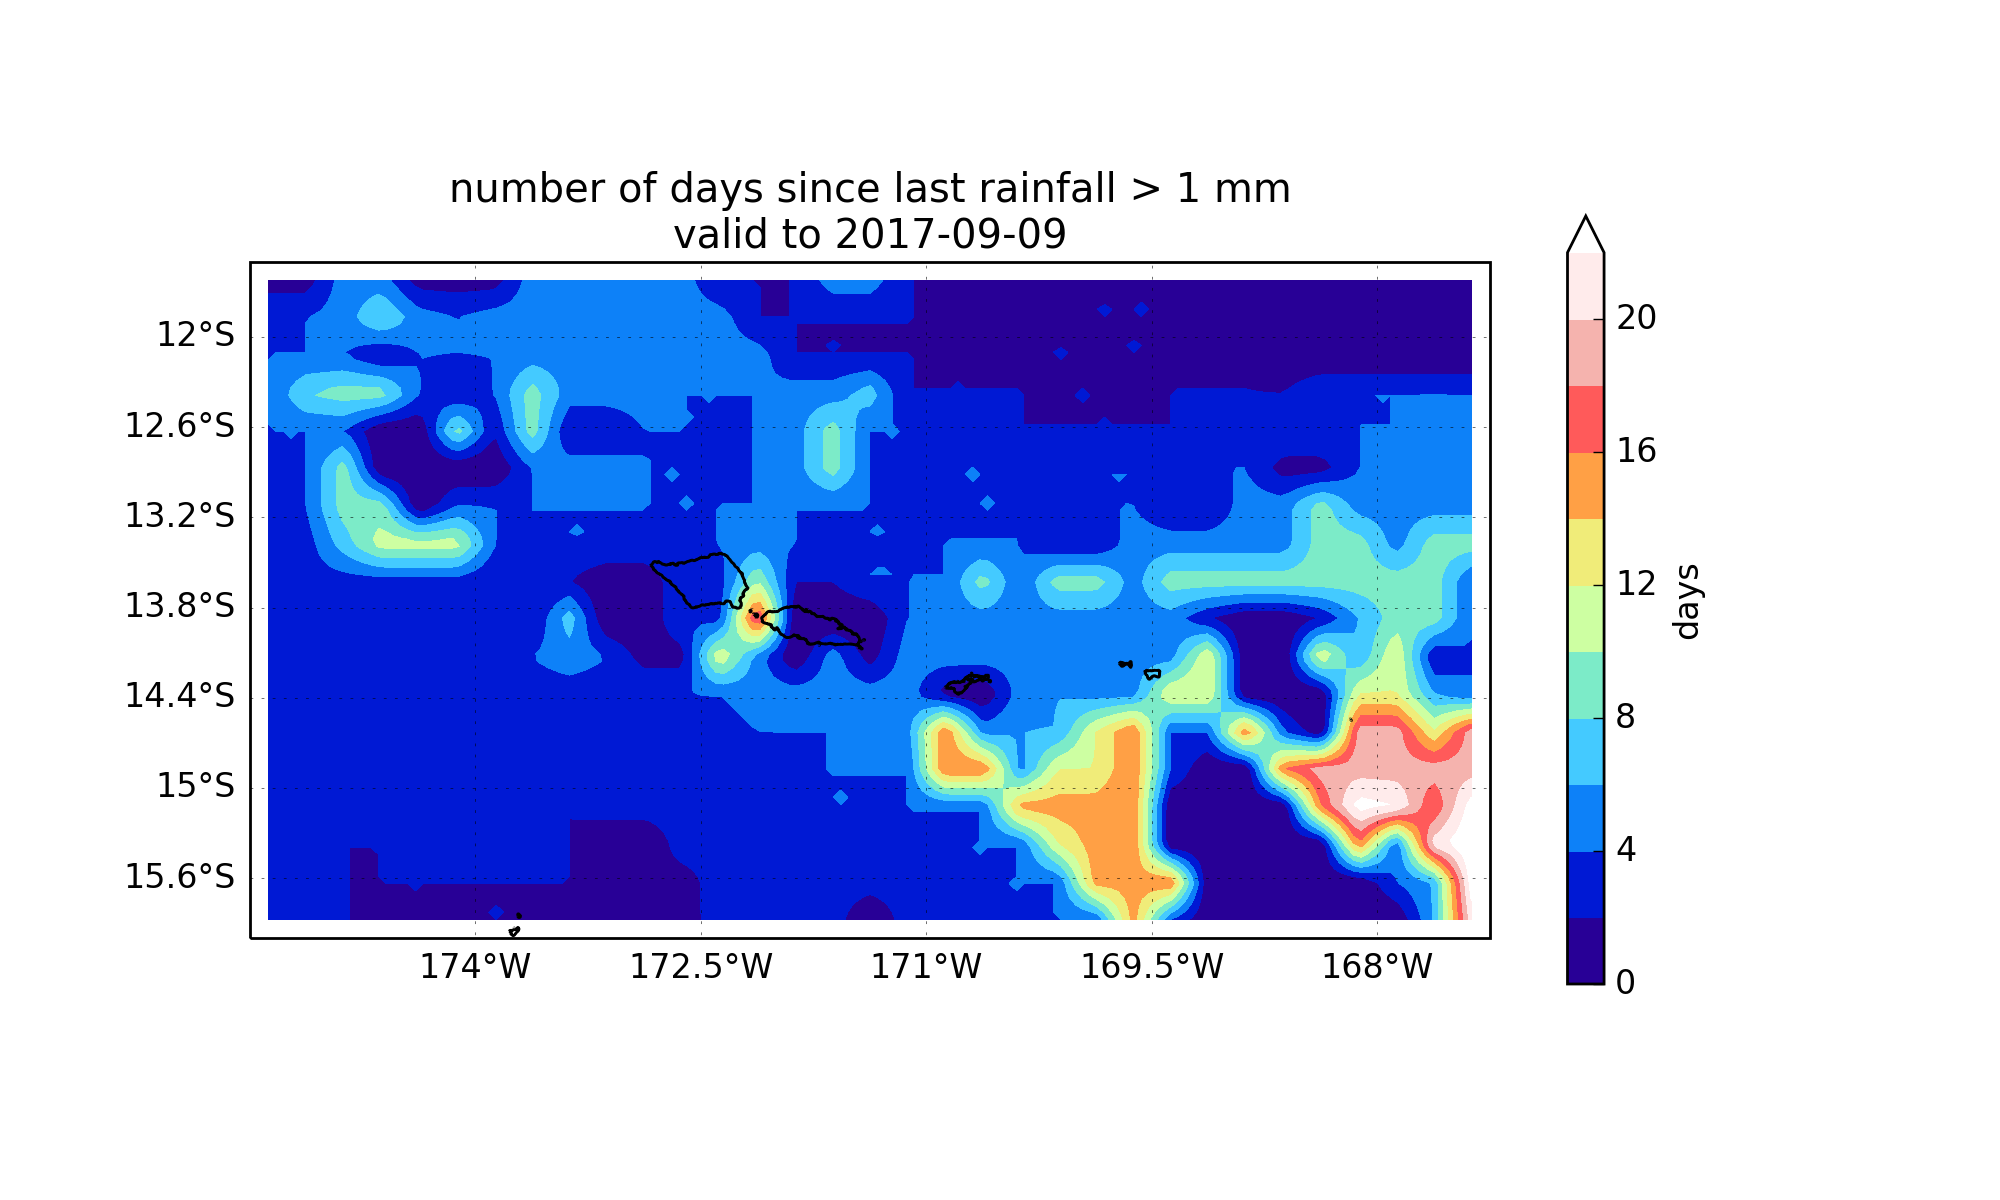 number of days since last rainfall > 1 mm
valid to 2017-09-09
12°S
12.6°S
13.2°S
13.8°S
14.4°S
15°S
15.6°S
174°W
172.5°W
171°W
169.5°W
168°W
20
16
12
8
4
0
days